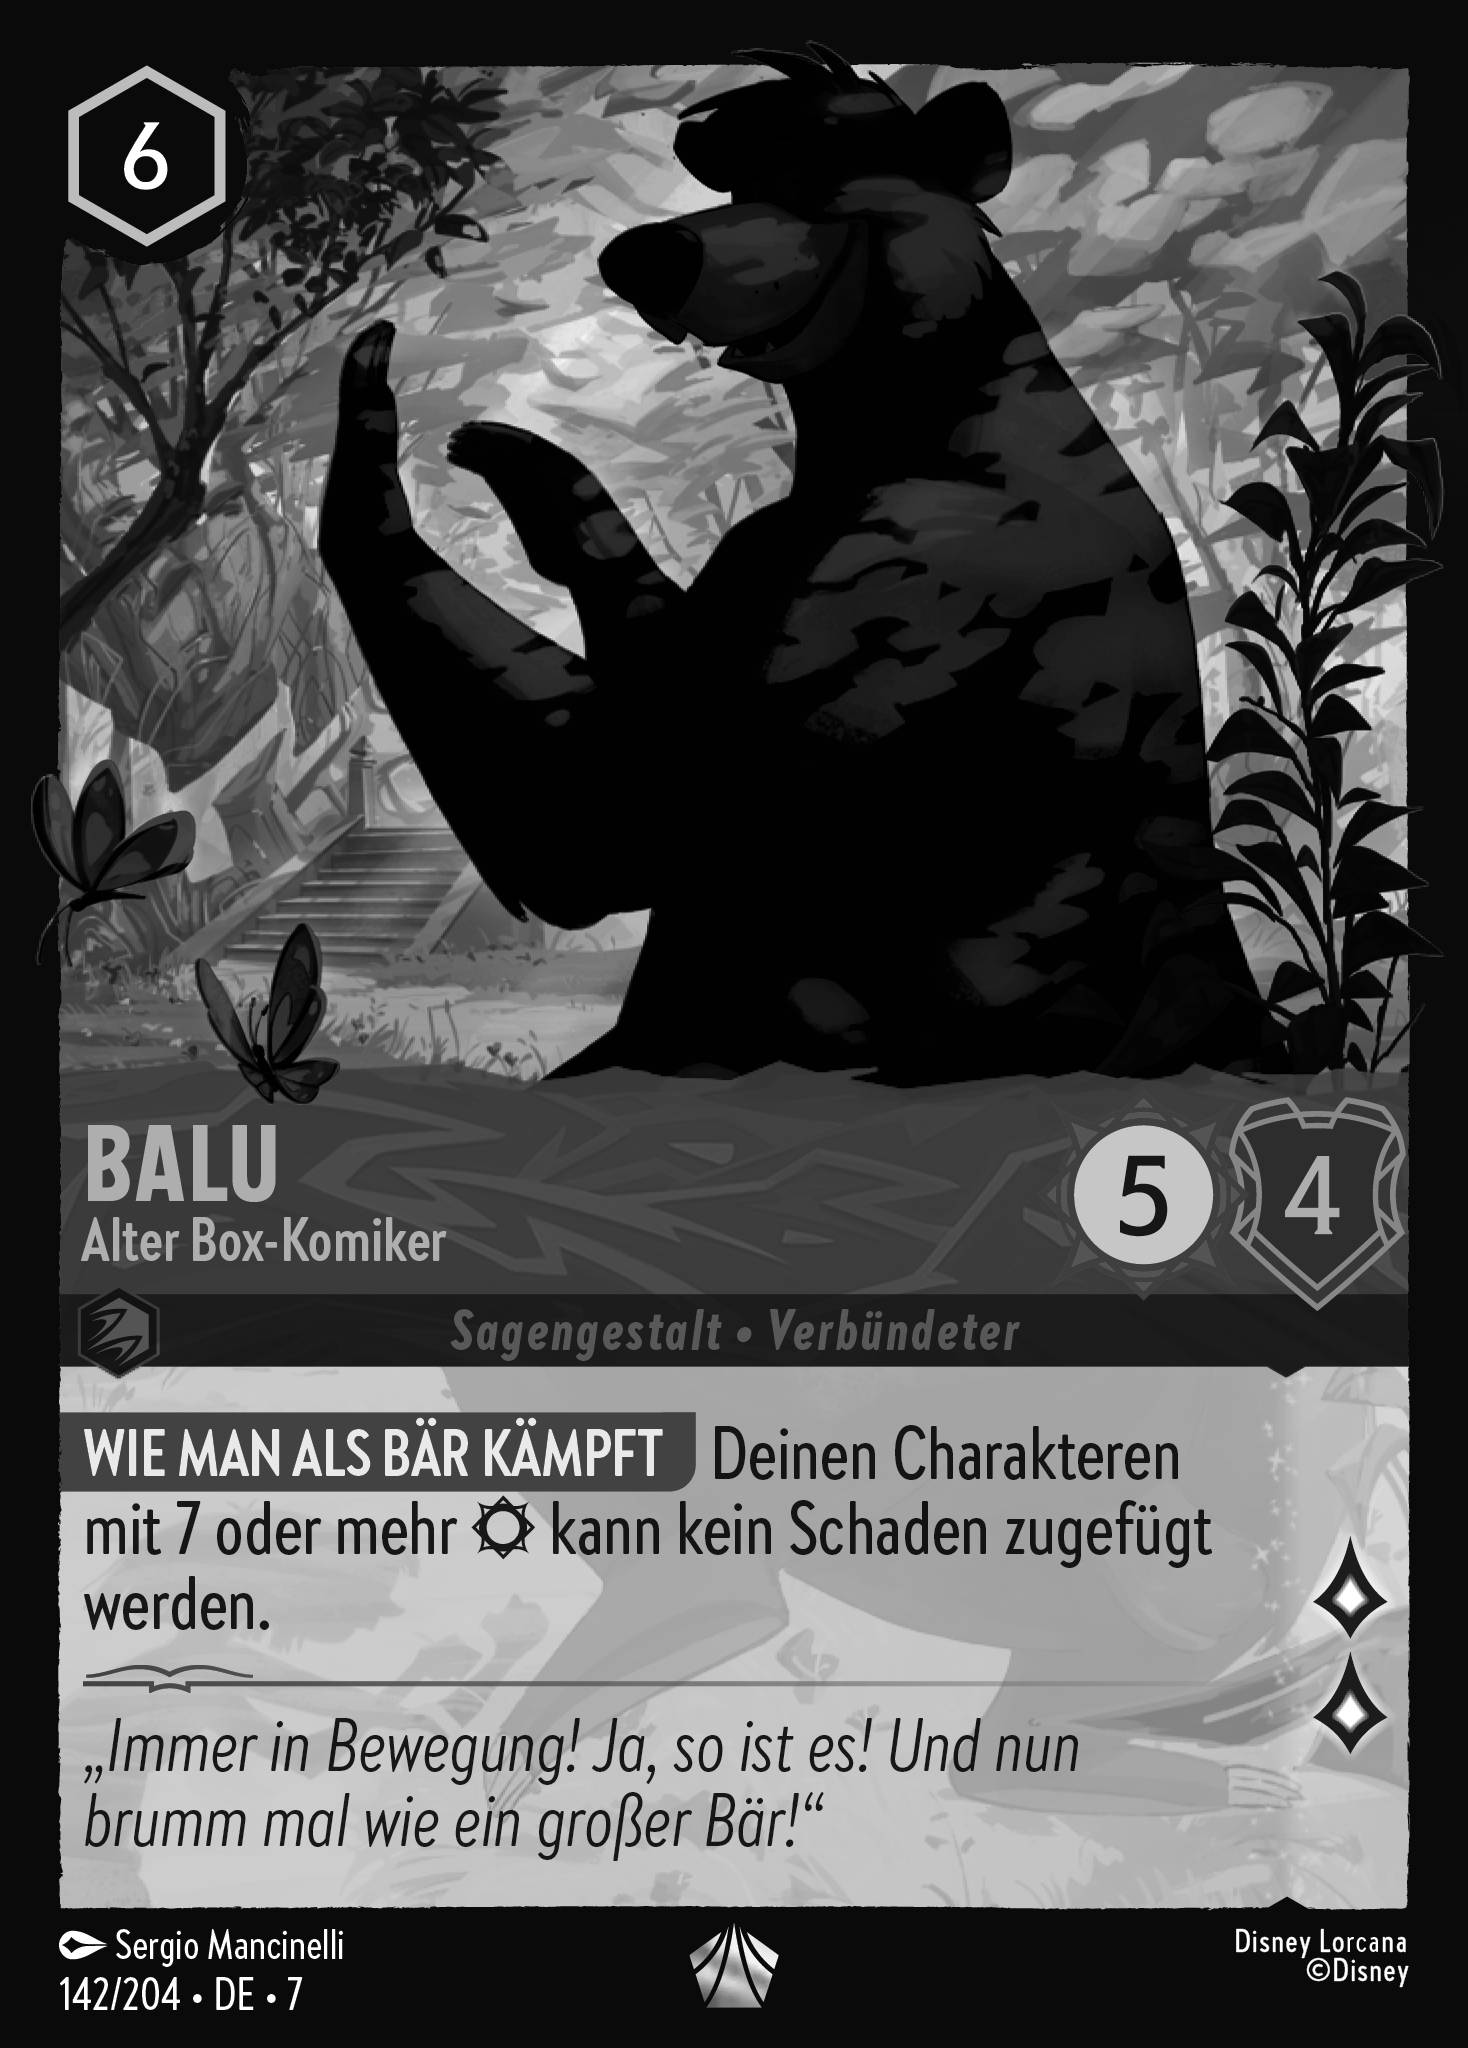 6
BALU
Alter Box-Komiker
5
4
Sagengestalt • Verbündeter
WIE MAN ALS BÄR KÄMPFT Deinen Charakteren
mit 7 oder mehr kann kein Schaden zugefügt
werden.
„Immer in Bewegung! Ja, so ist es! Und nun
brumm mal wie ein großer Bär!“
Sergio Mancinelli
142/204 • DE • 7
Disney Lorcana
©Disney